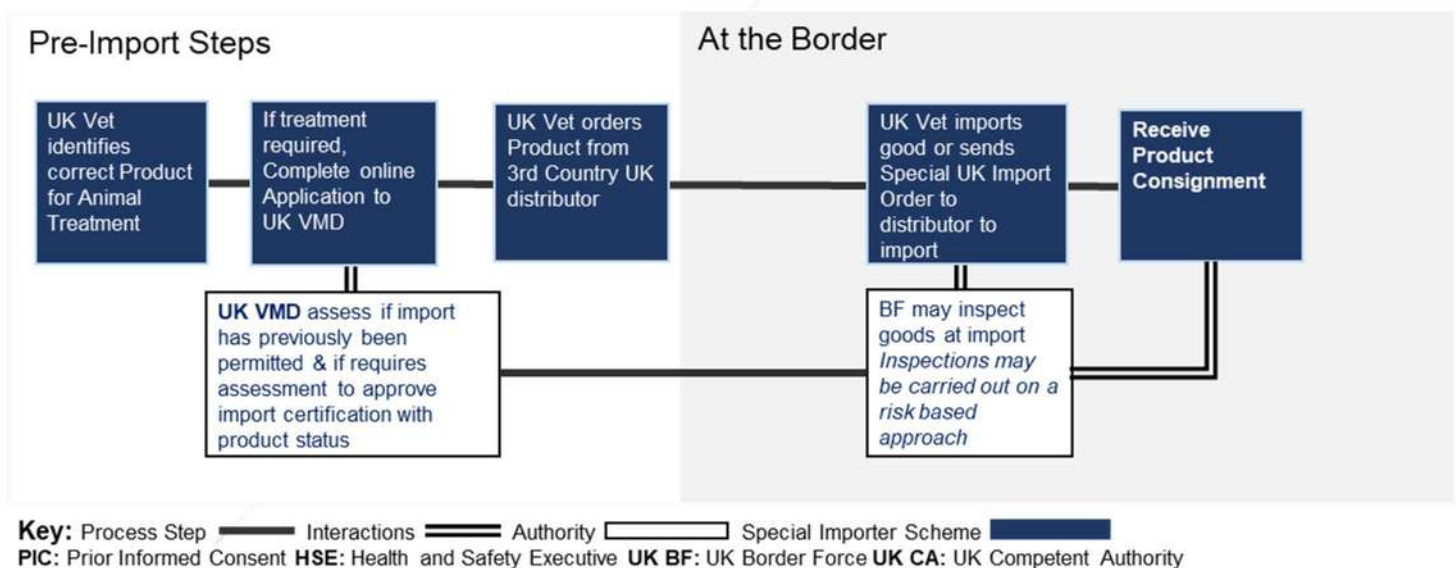 Pre-Import Steps
At the Border
UK Vet
identifies
correct Product
for Animal
Treatment
If treatment
required,
Complete online
Application to
UK VMD
UK Vet orders
Product from
3rd Country UK
distributor
UK Vet imports
good or sends
Special UK Import
Order to
distributor to
import
Receive
Product
Consignment
UK VMD assess if import
has previously been
permitted & if requires
assessment to approve
import certification with
product status
BF may inspect
goods at import
Inspections may
be carried out on a
risk based
approach
Key: Process Step Interactions Authority Special Importer Scheme
PIC: Prior Informed Consent HSE: Health and Safety Executive UK BF: UK Border Force UK CA: UK Competent Authority